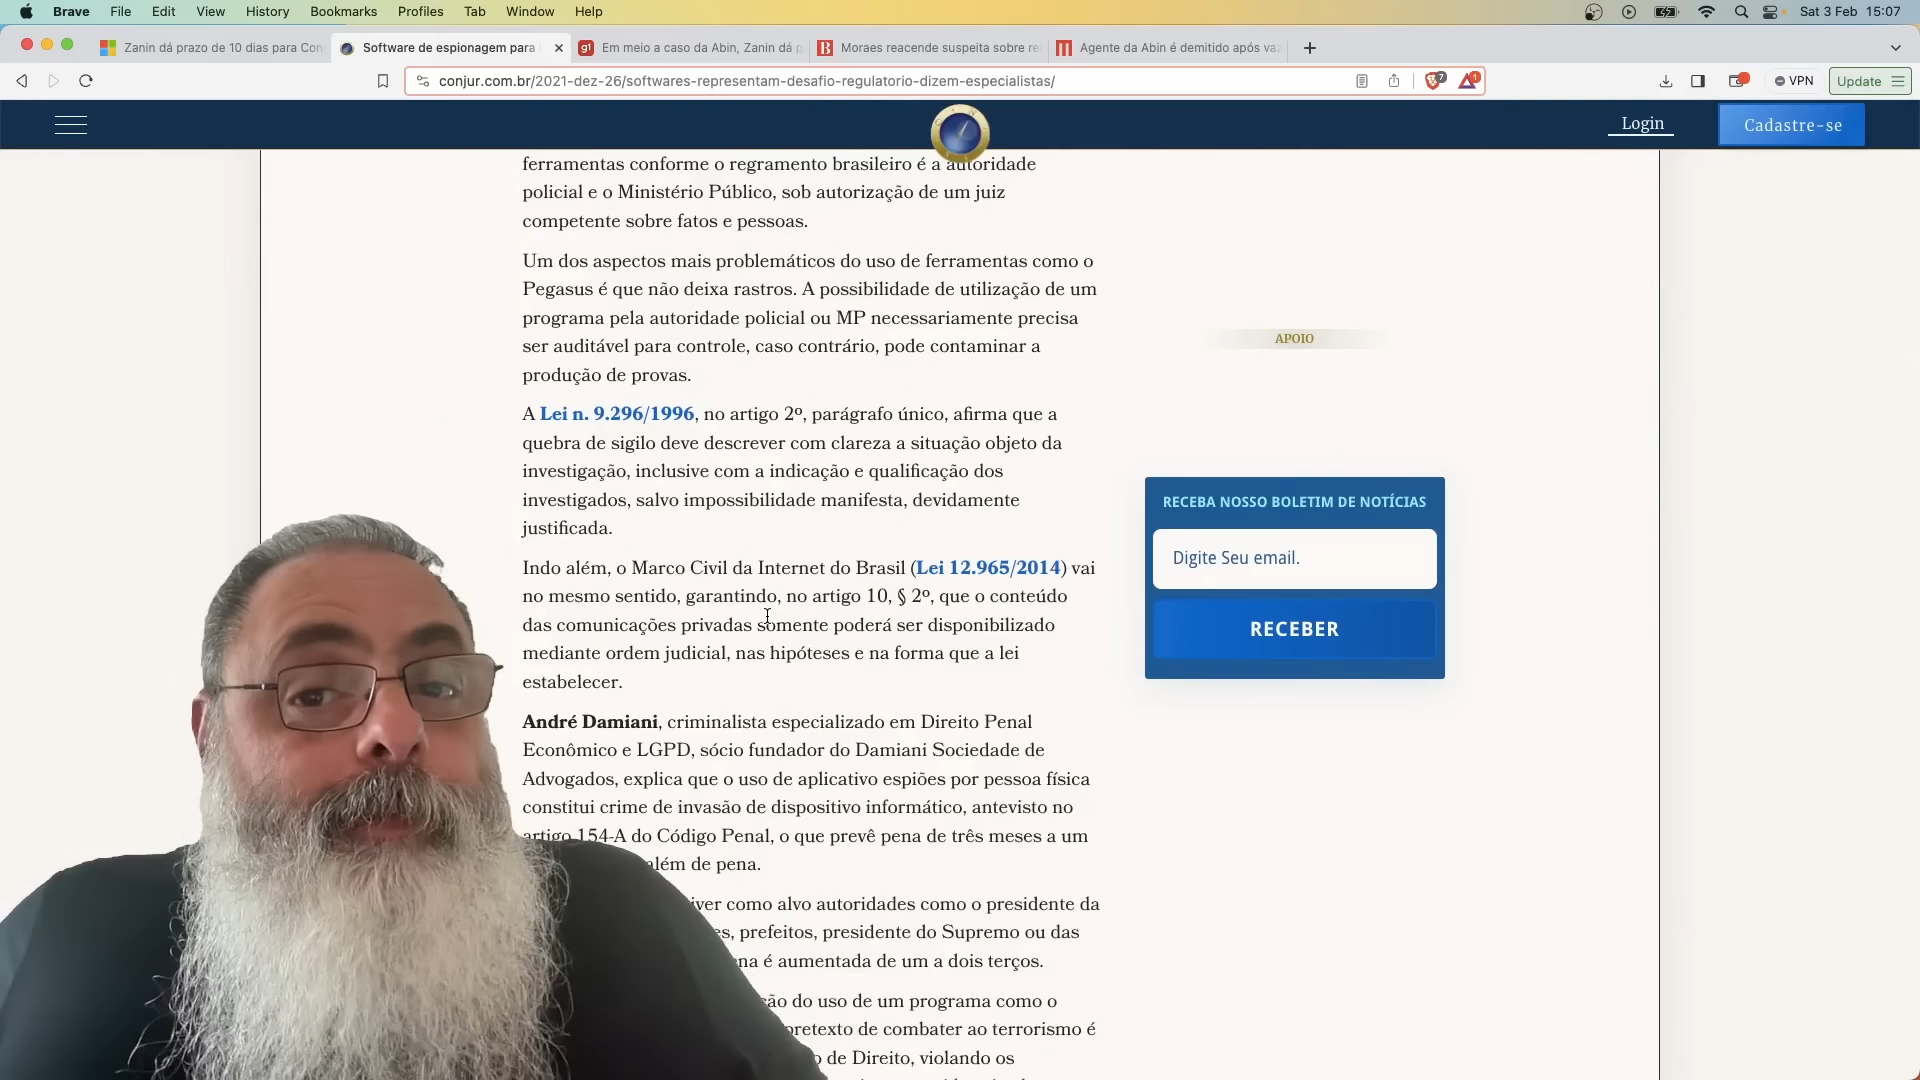 Brave File Edit View History Bookmarks Profiles Tab Window Help Sat 3 Feb 15:07
Zanin dá prazo de 10 dias para Con
Software de espionagem para
g1 Em meio a caso da Abin, Zanin dá p
B Moraes reacende suspeita sobre re
Agente da Abin é demitido após vaz
conjur.com.br/2021-dez-26/softwares-representam-desafio-regulatorio-dizem-especialistas/
7
1
VPN
Update
Login
Cadastre-se
ferramentas conforme o regramento brasileiro é a autoridade
policial e o Ministério Público, sob autorização de um juiz
competente sobre fatos e pessoas.
Um dos aspectos mais problemáticos do uso de ferramentas como o
Pegasus é que não deixa rastros. A possibilidade de utilização de um
programa pela autoridade policial ou MP necessariamente precisa
ser auditável para controle, caso contrário, pode contaminar a
produção de provas.
A Lei n. 9.296/1996, no artigo 2º, parágrafo único, afirma que a
quebra de sigilo deve descrever com clareza a situação objeto da
investigação, inclusive com a indicação e qualificação dos
investigados, salvo impossibilidade manifesta, devidamente
justificada.
Indo além, o Marco Civil da Internet do Brasil (Lei 12.965/2014) vai
no mesmo sentido, garantindo, no artigo 10, § 2º, que o conteúdo
das comunicações privadas somente poderá ser disponibilizado
mediante ordem judicial, nas hipóteses e na forma que a lei
estabelecer.
André Damiani, criminalista especializado em Direito Penal
Econômico e LGPD, sócio fundador do Damiani Sociedade de
Advogados, explica que o uso de aplicativo espiões por pessoa física
constitui crime de invasão de dispositivo informático, antevisto no
artigo 154-A do Código Penal, o que prevê pena de três meses a um
além de pena.
iver como alvo autoridades como o presidente da
es, prefeitos, presidente do Supremo ou das
na é aumentada de um a dois terços.
ção do uso de um programa como o
pretexto de combater ao terrorismo é
o de Direito, violando os
APOIO
RECEBA NOSSO BOLETIM DE NOTÍCIAS
Digite Seu email.
RECEBER